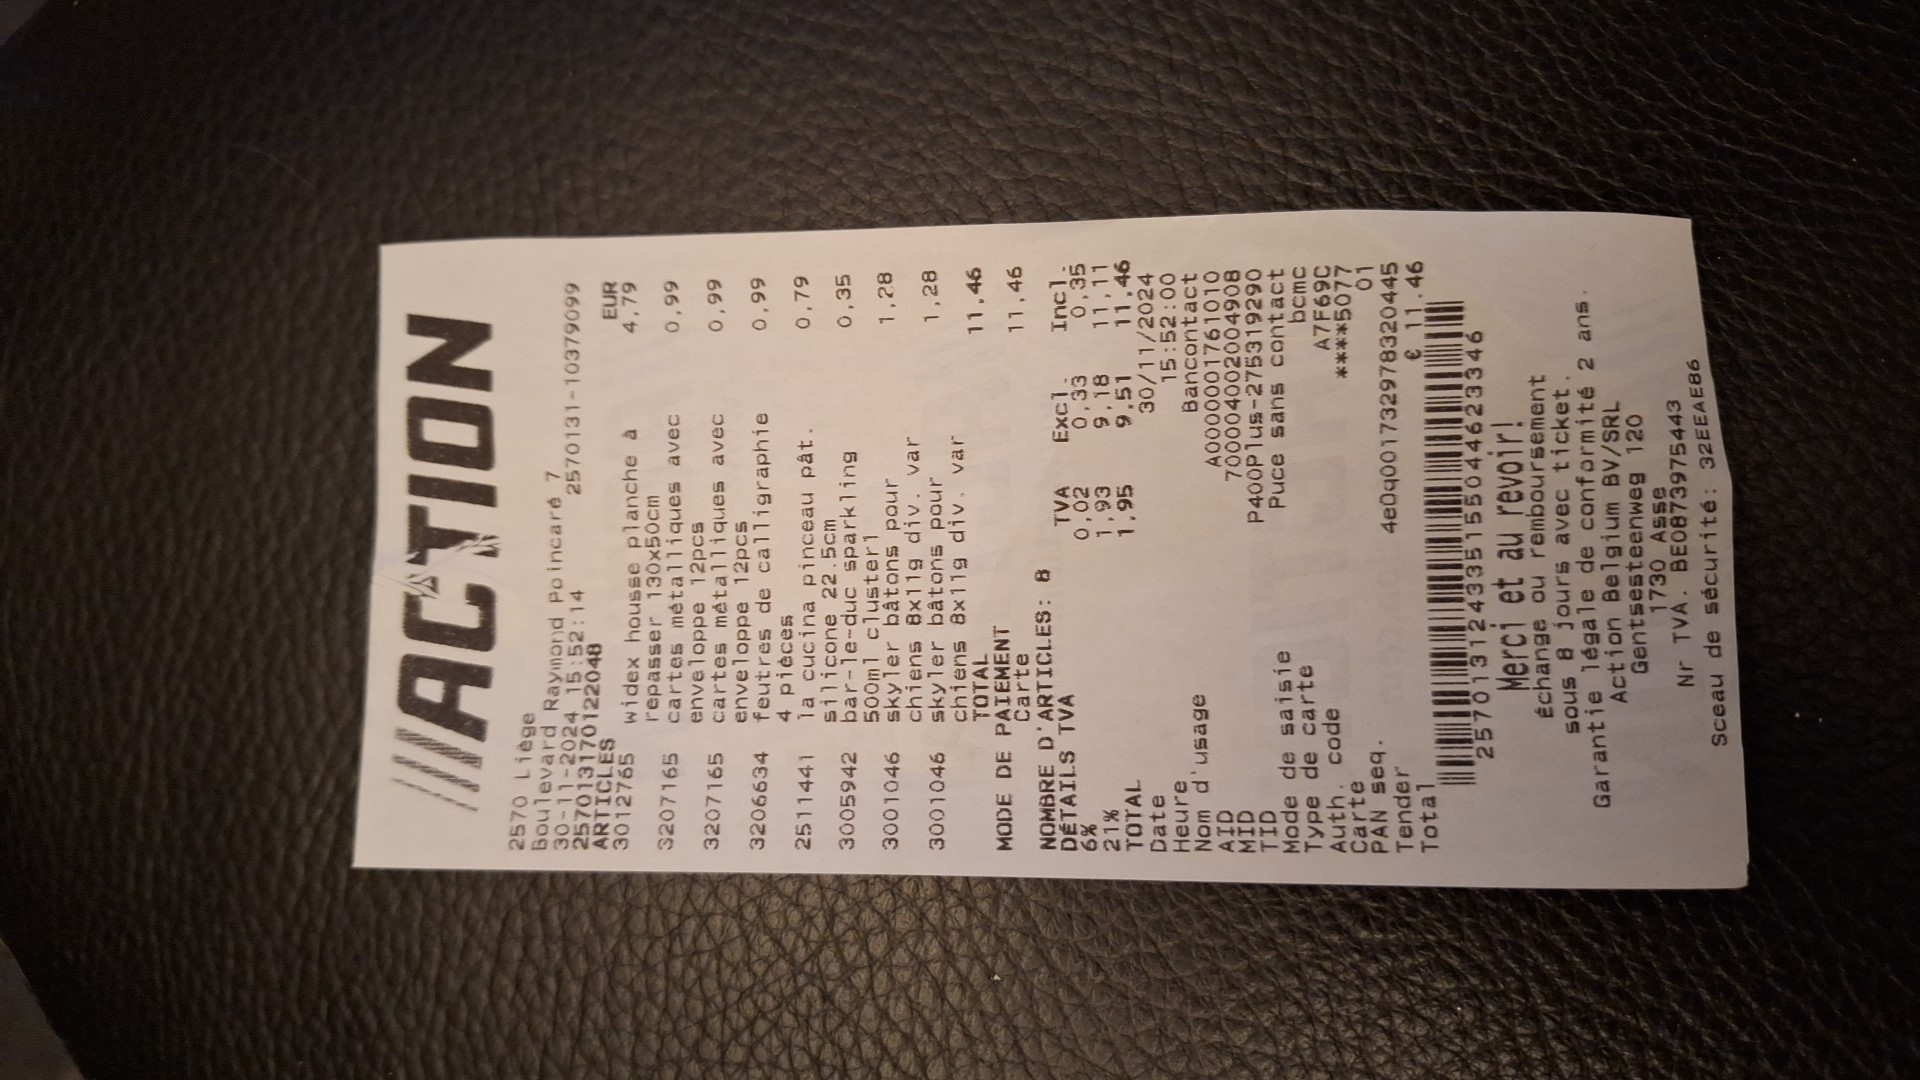 ///ACTION
2570 Liège
Boulevard Raymond Poincaré 7
30-11-2024 15:52:14 2570131-10379099
257013170122048
ARTICLES EUR
3012765 widex housse planche à 4,79
repasser 130x50cm
3207165 cartes métalliques avec 0,99
enveloppe 12pcs
3207165 cartes métalliques avec 0,99
enveloppe 12pcs
3206634 feutres de calligraphie 0,99
4 pièces
2511441 la cucina pinceau pât. 0,79
silicone 22.5cm
3005942 bar-le-duc sparkling 0,35
500ml cluster1
3001046 skyler bâtons pour 1,28
chiens 8x11g div. var
3001046 skyler bâtons pour 1,28
chiens 8x11g div. var
TOTAL 11,46
MODE DE PAIEMENT
Carte 11,46
NOMBRE D'ARTICLES: 8
DÉTAILS TVA TVA Excl. Incl.
6% 0,02 0,33 0,35
21% 1,93 9,18 11,11
TOTAL 1,95 9,51 11,46
Date 30/11/2024
Heure 15:52:00
Nom d'usage Bancontact
AID A0000001761010
MID 700004002004908
TID P400Plus-275319290
Mode de saisie Puce sans contact
Type de carte bcmc
Auth. code A7F69C
Carte ****5077
PAN seq. 01
Tender 4e0q001732978320445
Total € 11.46
2570131243351550446233​46
Merci et au revoir!
Échange ou remboursement
sous 8 jours avec ticket.
Garantie légale de conformité 2 ans.
Action Belgium BV/SRL
Gentsesteenweg 120
1730 Asse
Nr TVA. BE0873975443
Sceau de sécurité: 32EEAE86